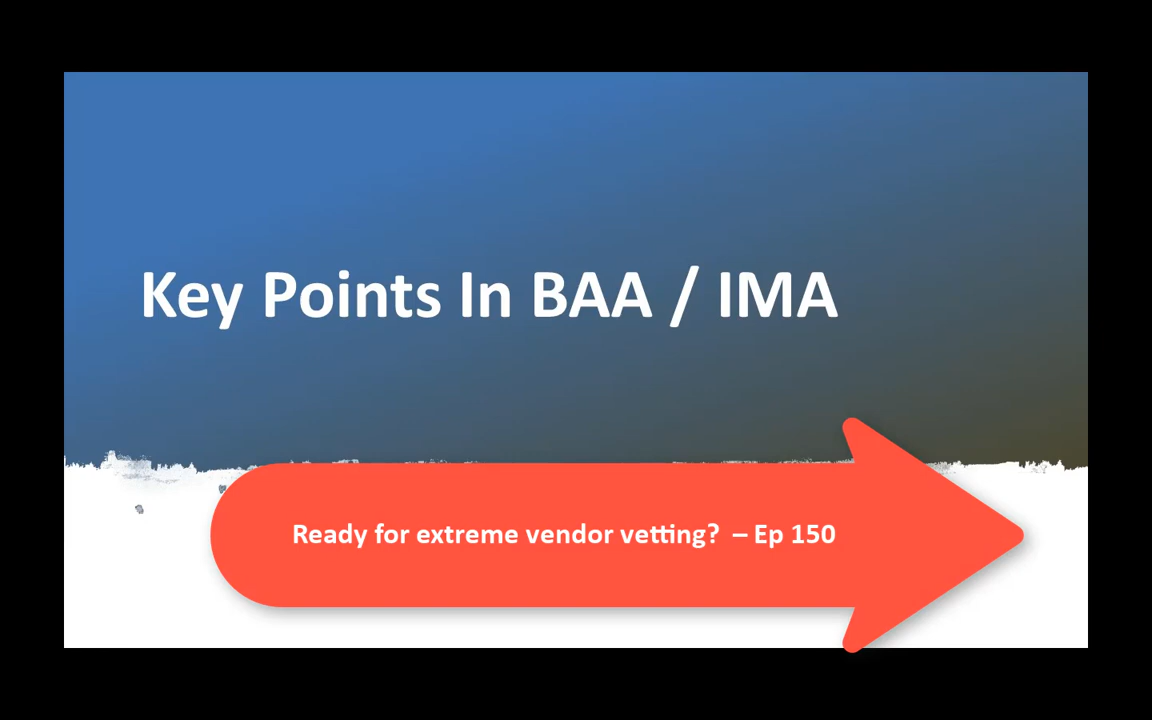 Key Points In BAA / IMA
Ready for extreme vendor vetting? – Ep 150